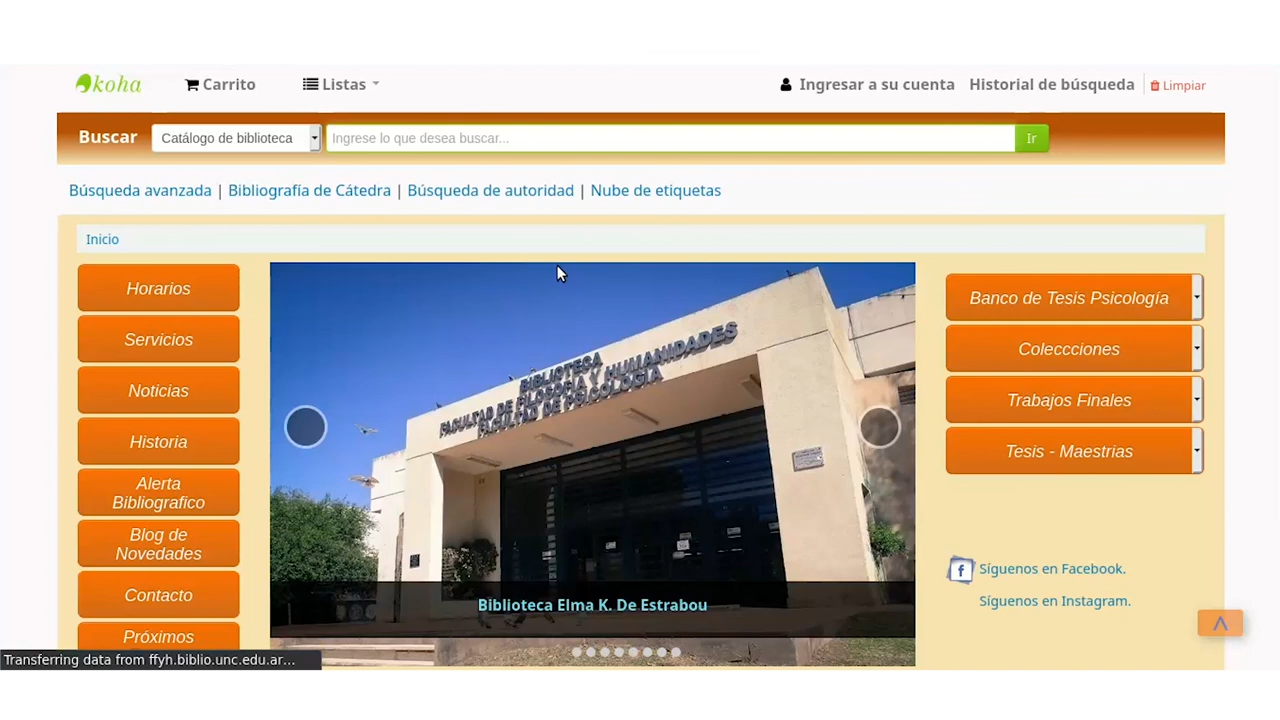 koha Carrito Listas Ingresar a su cuenta Historial de búsqueda Limpiar
Buscar Catálogo de biblioteca Ingrese lo que desea buscar... Ir
Búsqueda avanzada | Bibliografía de Cátedra | Búsqueda de autoridad | Nube de etiquetas
Inicio
Horarios
Servicios
Noticias
Historia
Alerta
Bibliografico
Blog de
Novedades
Contacto
Próximos
BIBLIOTECA
FACULTAD DE FILOSOFIA Y HUMANIDADES
FACULTAD DE PSICOLOGIA
Biblioteca Elma K. De Estrabou
Banco de Tesis Psicología
Coleccciones
Trabajos Finales
Tesis - Maestrias
Síguenos en Facebook.
Síguenos en Instagram.
Transferring data from ffyh.biblio.unc.edu.ar...